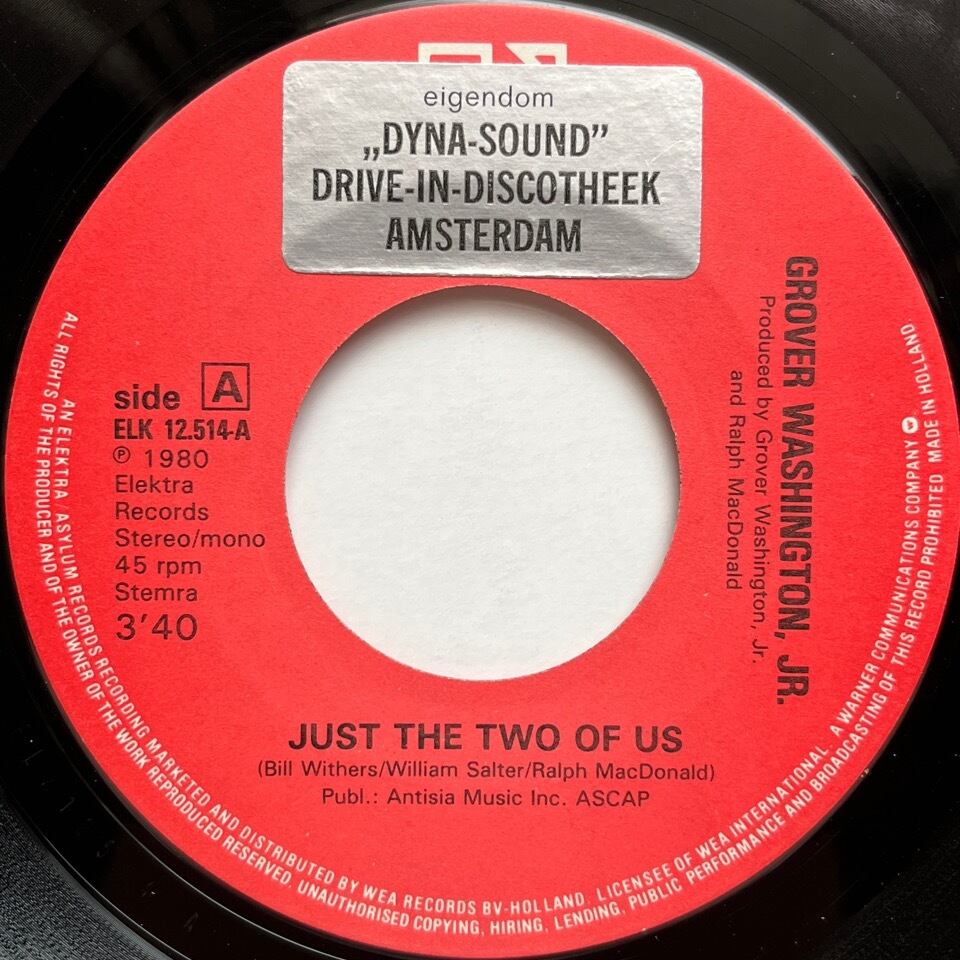 eigendom
„DYNA-SOUND”
DRIVE-IN-DISCOTHEEK
AMSTERDAM
side A
ELK 12.514-A
℗ 1980
Elektra
Records
Stereo/mono
45 rpm
Stemra
3'40
GROVER WASHINGTON, JR.
Produced by Grover Washington, Jr.
and Ralph MacDonald
JUST THE TWO OF US
(Bill Withers/William Salter/Ralph MacDonald)
Publ.: Antisia Music Inc. ASCAP
AN ELEKTRA ASYLUM RECORDS RECORDING MARKETED AND DISTRIBUTED BY WEA RECORDS BV-HOLLAND. LICENSEE OF WEA INTERNATIONAL. A WARNER COMMUNICATIONS COMPANY
ALL RIGHTS OF THE PRODUCER AND OF THE OWNER OF THE WORK REPRODUCED RESERVED. UNAUTHORISED COPYING, HIRING, LENDING, PUBLIC PERFORMANCE AND BROADCASTING OF THIS RECORD PROHIBITED MADE IN HOLLAND